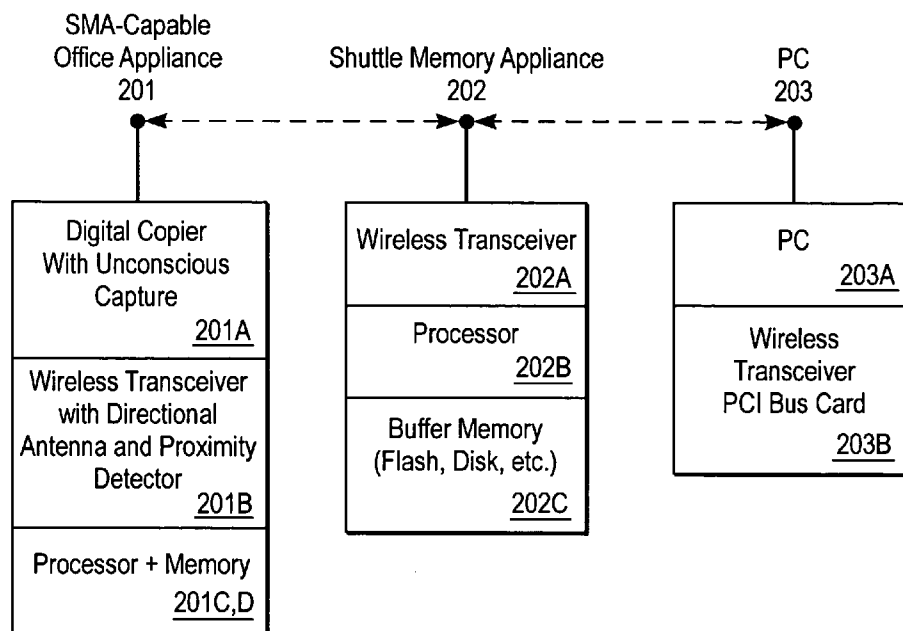 SMA-Capable
Office Appliance
201
Shuttle Memory Appliance
202
PC
203
Digital Copier
With Unconscious
Capture
201A
Wireless Transceiver
with Directional
Antenna and Proximity
Detector
201B
Processor + Memory
201C,D
Wireless Transceiver
202A
Processor
202B
Buffer Memory
(Flash, Disk, etc.)
202C
PC
203A
Wireless
Transceiver
PCI Bus Card
203B